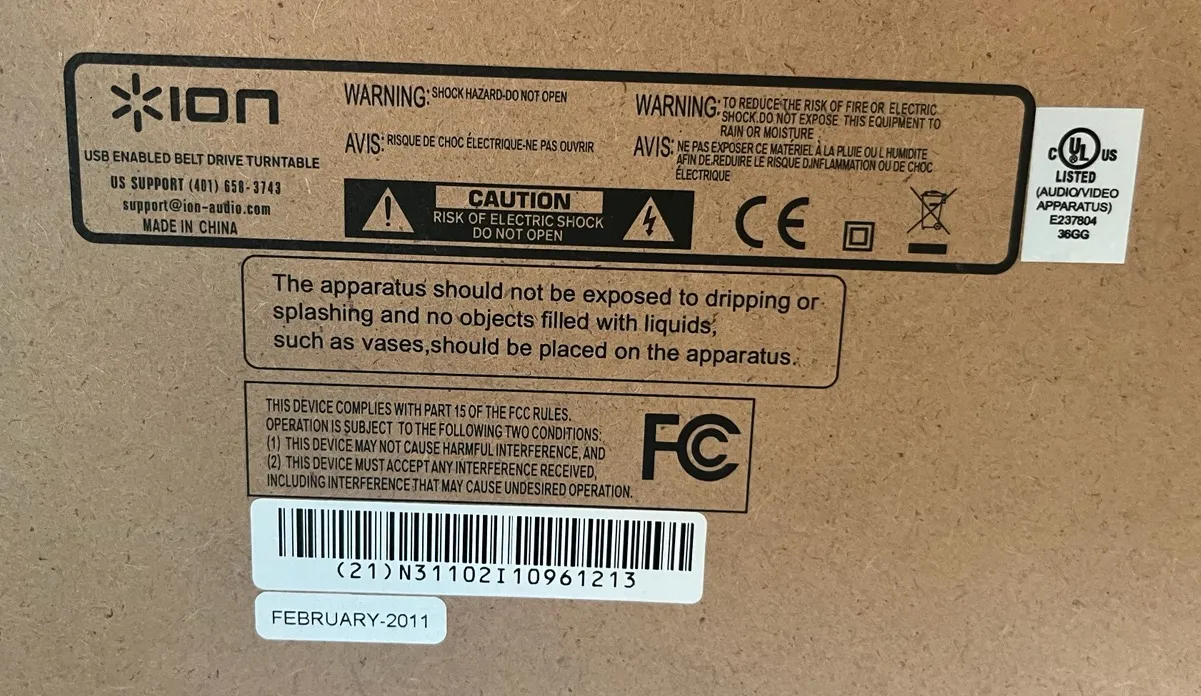 ION
USB ENABLED BELT DRIVE TURNTABLE
US SUPPORT (401) 658-3743
support@ion-audio.com
MADE IN CHINA
WARNING: SHOCK HAZARD-DO NOT OPEN
AVIS: RISQUE DE CHOC ÉLECTRIQUE-NE PAS OUVRIR
CAUTION
RISK OF ELECTRIC SHOCK
DO NOT OPEN
WARNING: TO REDUCE THE RISK OF FIRE OR ELECTRIC
SHOCK.DO NOT EXPOSE THIS EQUIPMENT TO
RAIN OR MOISTURE .
AVIS: NE PAS EXPOSER CE MATÉRIEL À LA PLUIE OU L HUMIDITE
AFIN DE.REDUIRE LE RISQUE D.INFLAMMATION OU DE CHOC
ÉLECTRIQUE
CE
C UL US
LISTED
(AUDIO/VIDEO
APPARATUS)
E237804
36GG
The apparatus should not be exposed to dripping or
splashing and no objects filled with liquids,
such as vases,should be placed on the apparatus.
THIS DEVICE COMPLIES WITH PART 15 OF THE FCC RULES.
OPERATION IS SUBJECT TO THE FOLLOWING TWO CONDITIONS:
(1) THIS DEVICE MAY NOT CAUSE HARMFUL INTERFERENCE, AND
(2) THIS DEVICE MUST ACCEPT ANY INTERFERENCE RECEIVED,
INCLUDING INTERFERENCE THAT MAY CAUSE UNDESIRED OPERATION.
FC
(21)N31102I10961213
FEBRUARY-2011